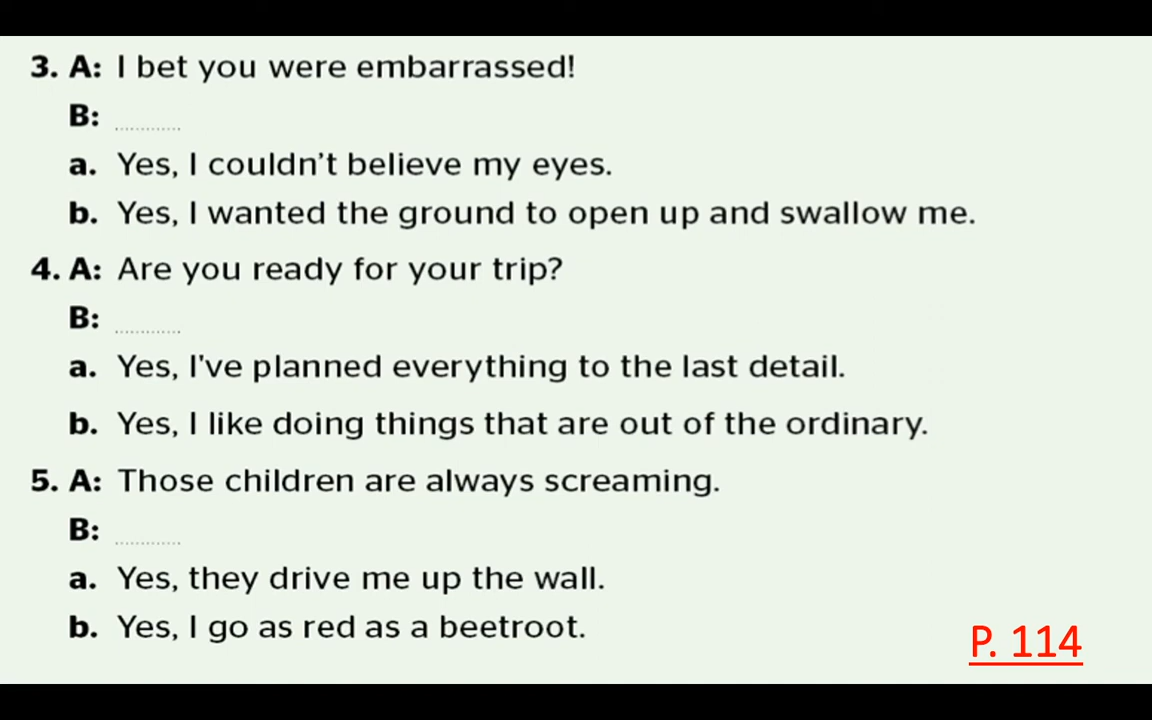 3. A: I bet you were embarrassed!
B: ............
a. Yes, I couldn’t believe my eyes.
b. Yes, I wanted the ground to open up and swallow me.
4. A: Are you ready for your trip?
B: ............
a. Yes, I've planned everything to the last detail.
b. Yes, I like doing things that are out of the ordinary.
5. A: Those children are always screaming.
B: ............
a. Yes, they drive me up the wall.
b. Yes, I go as red as a beetroot.
P. 114